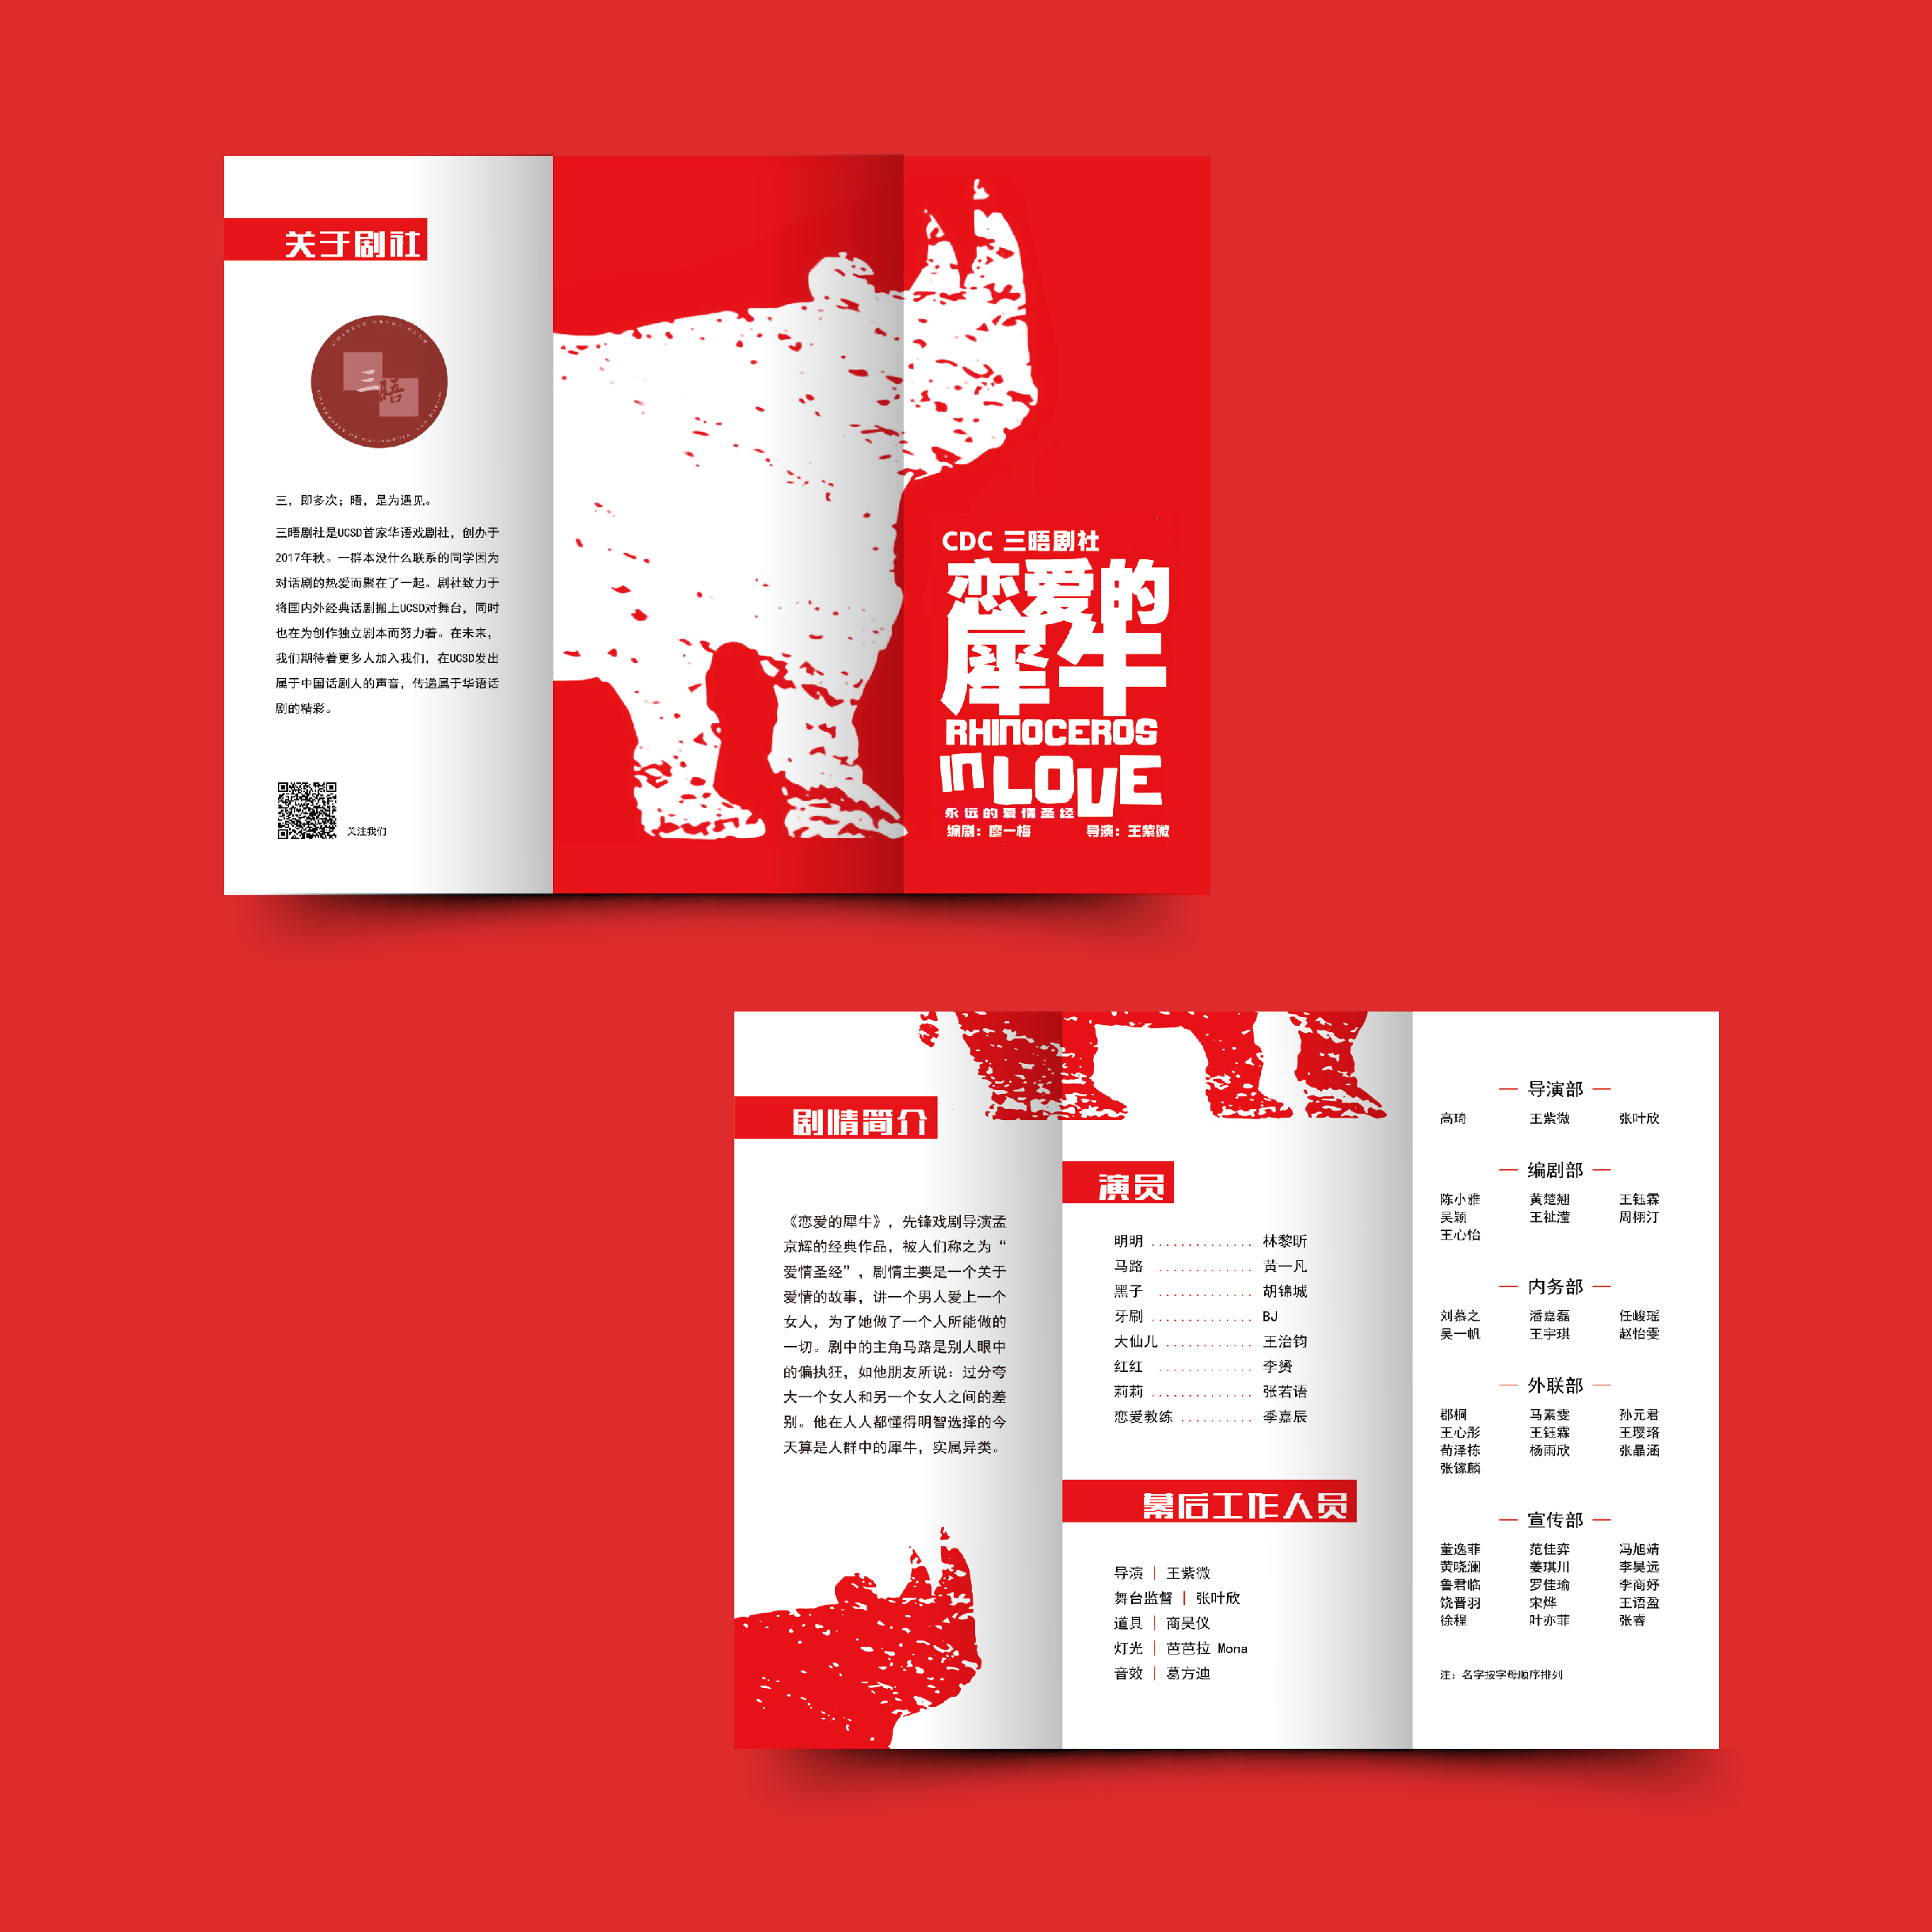 关于剧社
CHINESE DRAMA CLUB
三晤
UNIVERSITY OF CALIFORNIA, SAN DIEGO
三，即多次；晤，是为遇见。
三晤剧社是UCSD首家华语戏剧社，创办于
2017年秋。一群本没什么联系的同学因为
对话剧的热爱而聚在了一起。剧社致力于
将国内外经典话剧搬上UCSD对舞台，同时
也在为创作独立剧本而努力着。在未来，
我们期待着更多人加入我们，在UCSD发出
属于中国话剧人的声音，传递属于华语话
剧的精彩。
关注我们
CDC 三晤剧社
恋爱的
犀牛
RHINOCEROS
IN LOVE
永远的爱情圣经
编剧：廖一梅 导演：王紫微
剧情简介
《恋爱的犀牛》，先锋戏剧导演孟
京辉的经典作品，被人们称之为“
爱情圣经”，剧情主要是一个关于
爱情的故事，讲一个男人爱上一个
女人，为了她做了一个人所能做的
一切。剧中的主角马路是别人眼中
的偏执狂，如他朋友所说：过分夸
大一个女人和另一个女人之间的差
别。他在人人都懂得明智选择的今
天算是人群中的犀牛，实属异类。
演员
明明 .............. 林黎昕
马路 ............. 黄一凡
黑子 ............. 胡锦城
牙刷 .............. BJ
大仙儿 ............ 王治钧
红红 ............. 李赟
莉莉 .............. 张若语
恋爱教练 .......... 季嘉辰
幕后工作人员
导演 | 王紫微
舞台监督 | 张叶欣
道具 | 商昊仪
灯光 | 芭芭拉 Mona
音效 | 葛方迪
— 导演部 —
高琦 王紫微 张叶欣
— 编剧部 —
陈小雅 黄楚翘 王钰霖
吴颖 王祉滢 周栩汀
王心怡
— 内务部 —
刘慕之 潘嘉磊 任峻瑶
吴一帆 王宇琪 赵怡雯
— 外联部 —
郡桐 马素雯 孙元君
王心彤 王钰霖 王璎珞
荀泽栋 杨雨欣 张晶涵
张镓麟
— 宣传部 —
董逸菲 范佳弈 冯旭靖
黄晓澜 姜琪川 李昊远
鲁君临 罗佳瑜 李商妤
饶晋羽 宋烨 王语盈
徐程 叶亦菲 张睿
注：名字按字母顺序排列